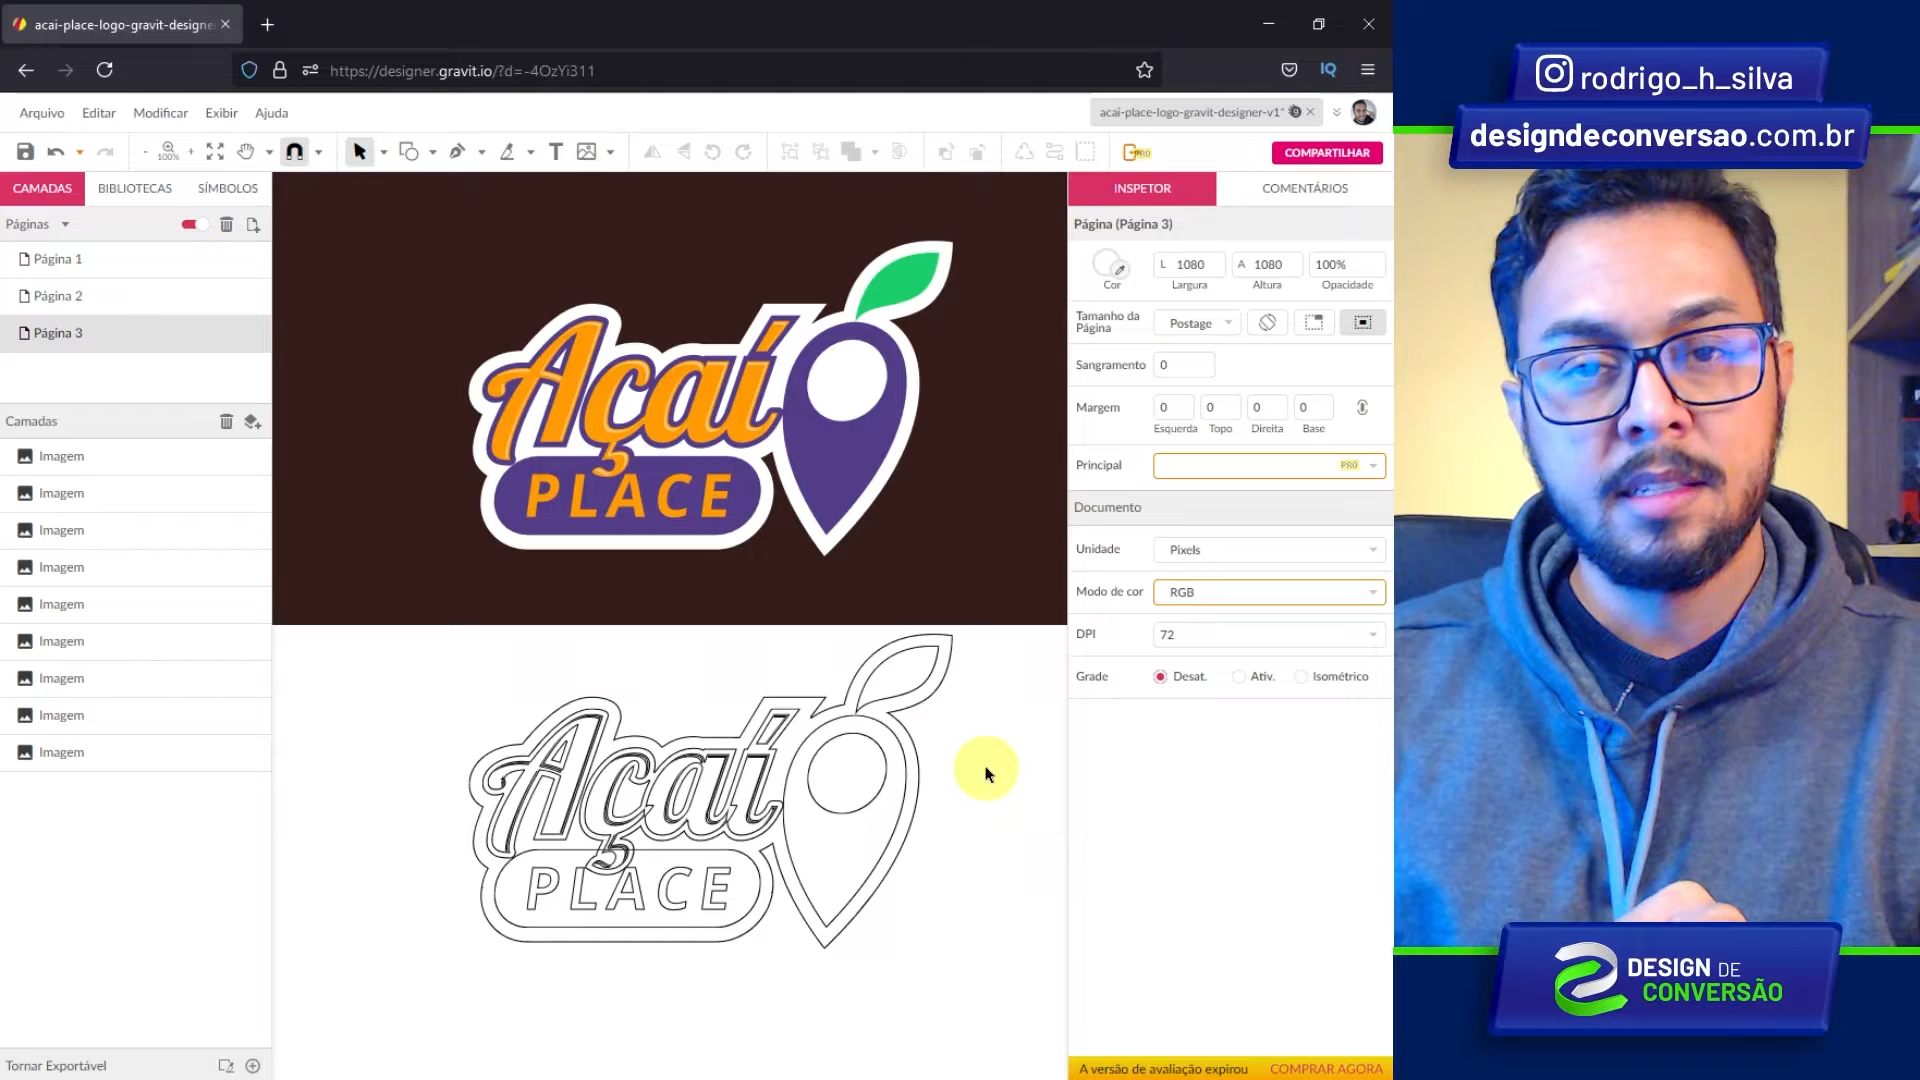 acai-place-logo-gravit-designe
https://designer.gravit.io/?d=-4OzYi311
IQ
Arquivo Editar Modificar Exibir Ajuda
acai-place-logo-gravit-designer-v1*
100%
PRO
COMPARTILHAR
CAMADAS BIBLIOTECAS SÍMBOLOS
Páginas
Página 1
Página 2
Página 3
Camadas
Imagem
Imagem
Imagem
Imagem
Imagem
Imagem
Imagem
Imagem
Imagem
Tornar Exportável
Açaí
PLACE
Açaí
PLACE
INSPETOR COMENTÁRIOS
Página (Página 3)
L 1080 A 1080 100%
Cor Largura Altura Opacidade
Tamanho da
Página
Postage
Sangramento 0
Margem 0 0 0 0
Esquerda Topo Direita Base
Principal PRO
Documento
Unidade Pixels
Modo de cor RGB
DPI 72
Grade Desat. Ativ. Isométrico
A versão de avaliação expirou COMPRAR AGORA
rodrigo_h_silva
designdeconversao.com.br
DESIGN DE
CONVERSÃO